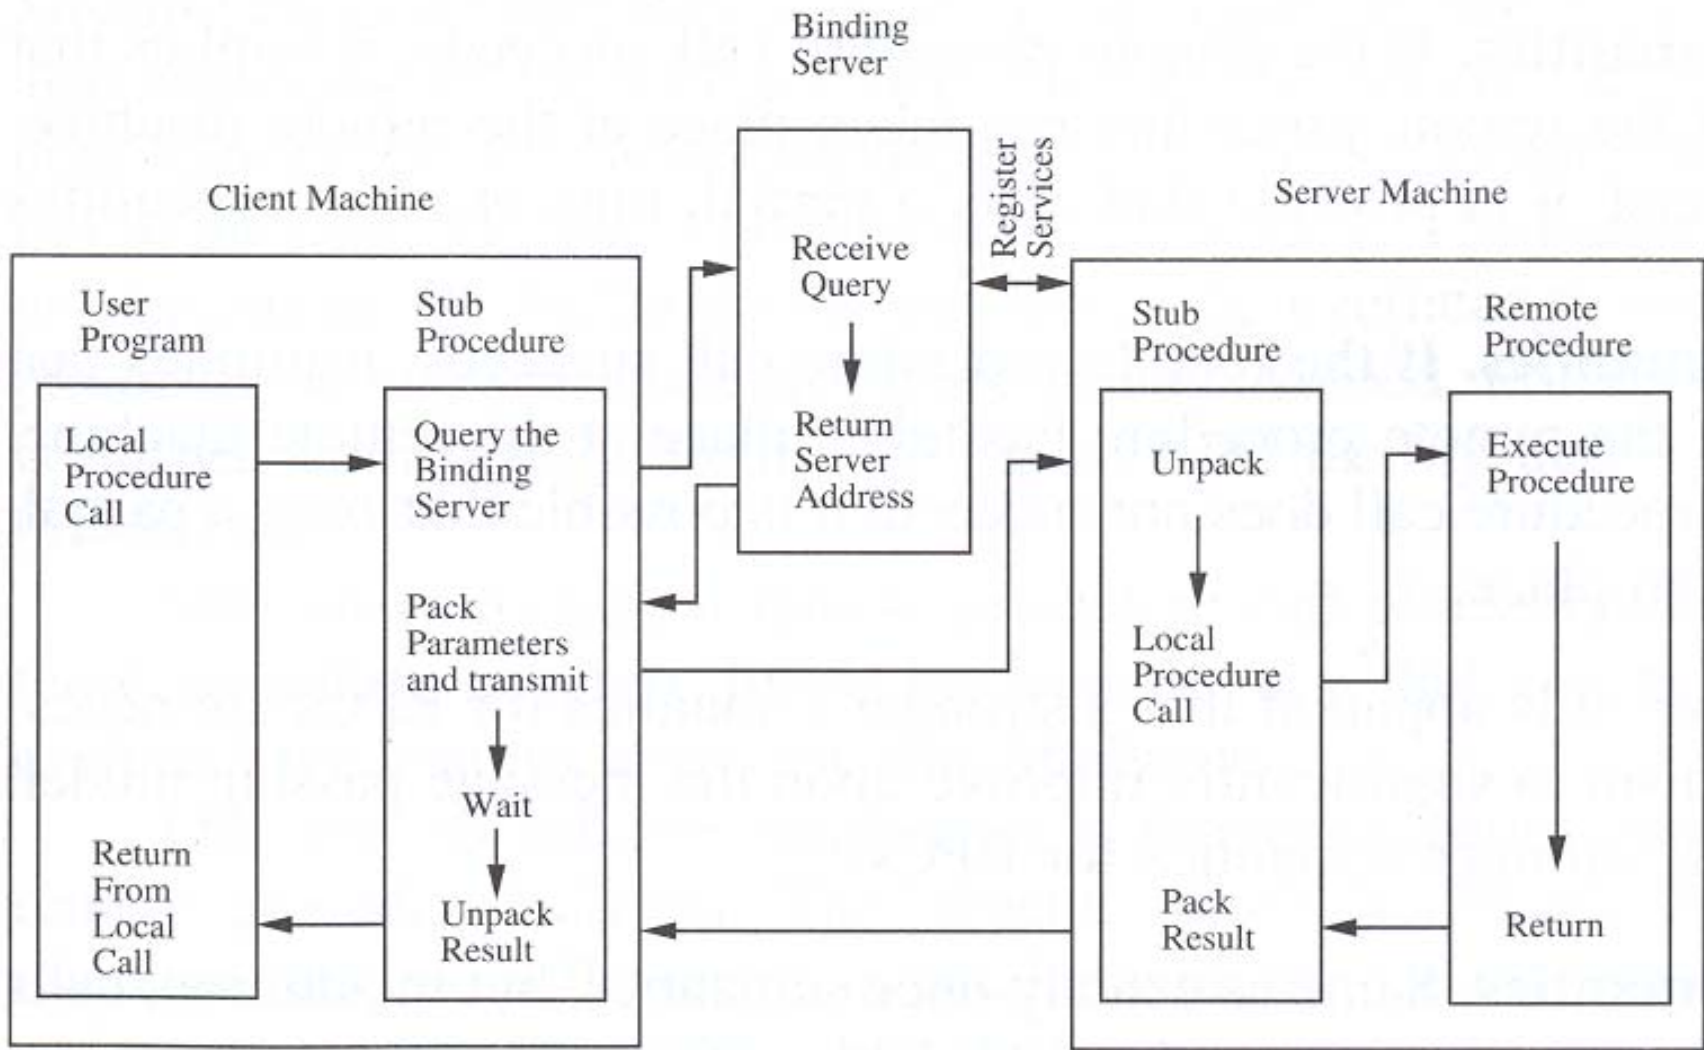 Binding
Server
Client Machine
Register
Services
Server Machine
User
Program
Stub
Procedure
Receive
Query
Stub
Procedure
Remote
Procedure
Local
Procedure
Call
Query the
Binding
Server
Return
Server
Address
Unpack
Execute
Procedure
Pack
Parameters
and transmit
Local
Procedure
Call
Wait
Return
From
Local
Call
Unpack
Result
Pack
Result
Return